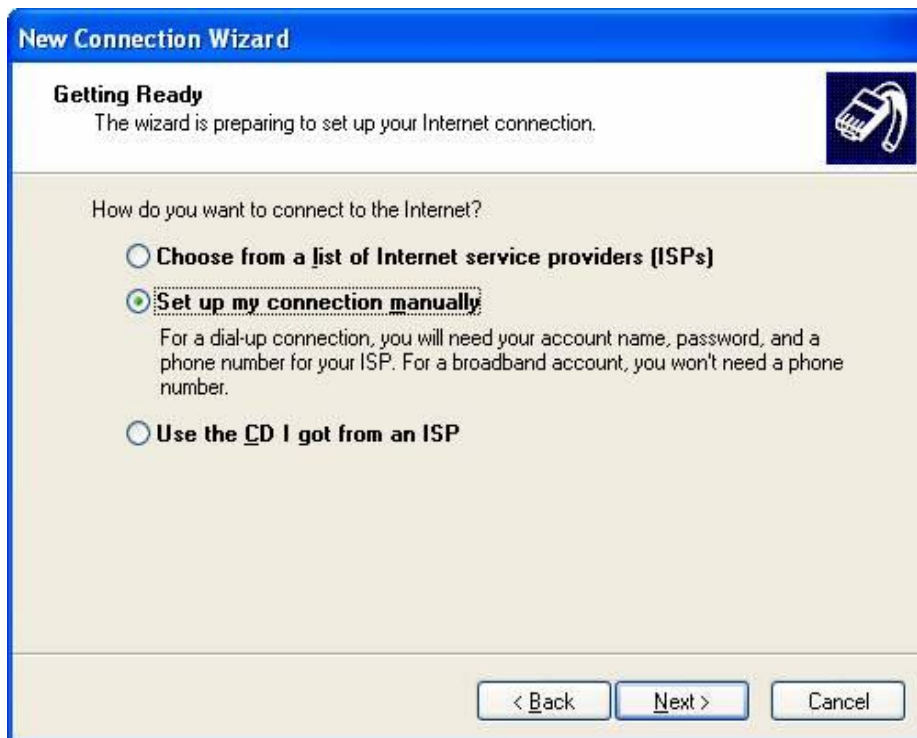 New Connection Wizard
Getting Ready
The wizard is preparing to set up your Internet connection.
How do you want to connect to the Internet?
Choose from a list of Internet service providers (ISPs)
Set up my connection manually
For a dial-up connection, you will need your account name, password, and a
phone number for your ISP. For a broadband account, you won't need a phone
number.
Use the CD I got from an ISP
< Back Next > Cancel